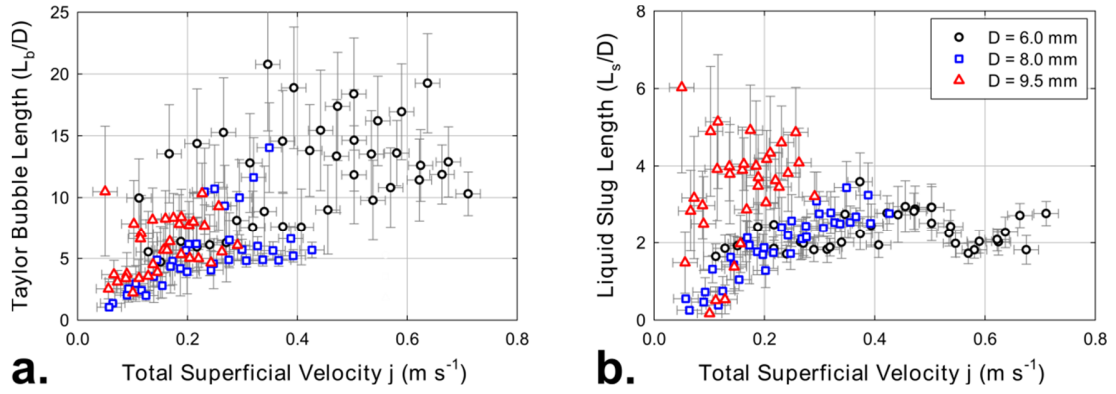 25
20
15
10
5
0
Taylor Bubble Length (L_b/D)
0.0 0.2 0.4 0.6 0.8
a. Total Superficial Velocity j (m s⁻¹)
8
6
4
2
0
Liquid Slug Length (L_s/D)
D = 6.0 mm
D = 8.0 mm
D = 9.5 mm
0.0 0.2 0.4 0.6 0.8
b. Total Superficial Velocity j (m s⁻¹)